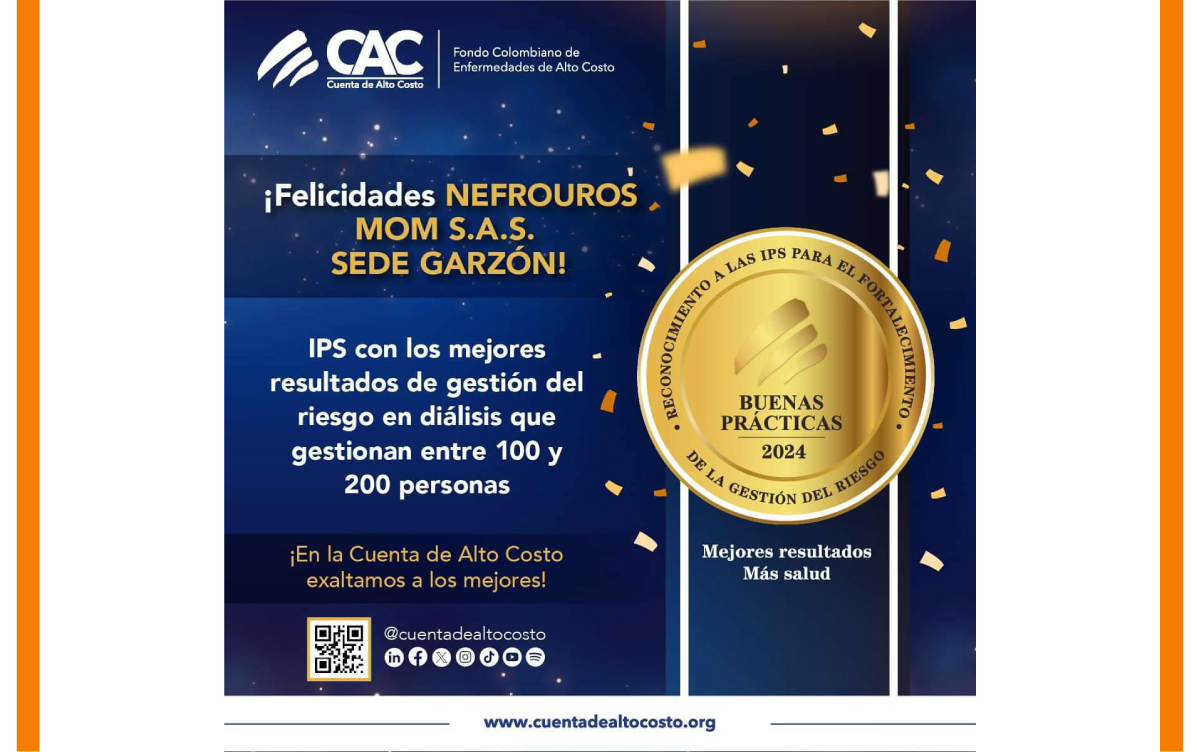 CAC
Cuenta de Alto Costo
Fondo Colombiano de
Enfermedades de Alto Costo
¡Felicidades NEFROUROS
MOM S.A.S.
SEDE GARZÓN!
IPS con los mejores
resultados de gestión del
riesgo en diálisis que
gestionan entre 100 y
200 personas
¡En la Cuenta de Alto Costo
exaltamos a los mejores!
@cuentadealtocosto
• RECONOCIMIENTO A LAS IPS PARA EL FORTALECIMIENTO •
DE LA GESTIÓN DEL RIESGO
BUENAS
PRÁCTICAS
2024
Mejores resultados
Más salud
www.cuentadealtocosto.org